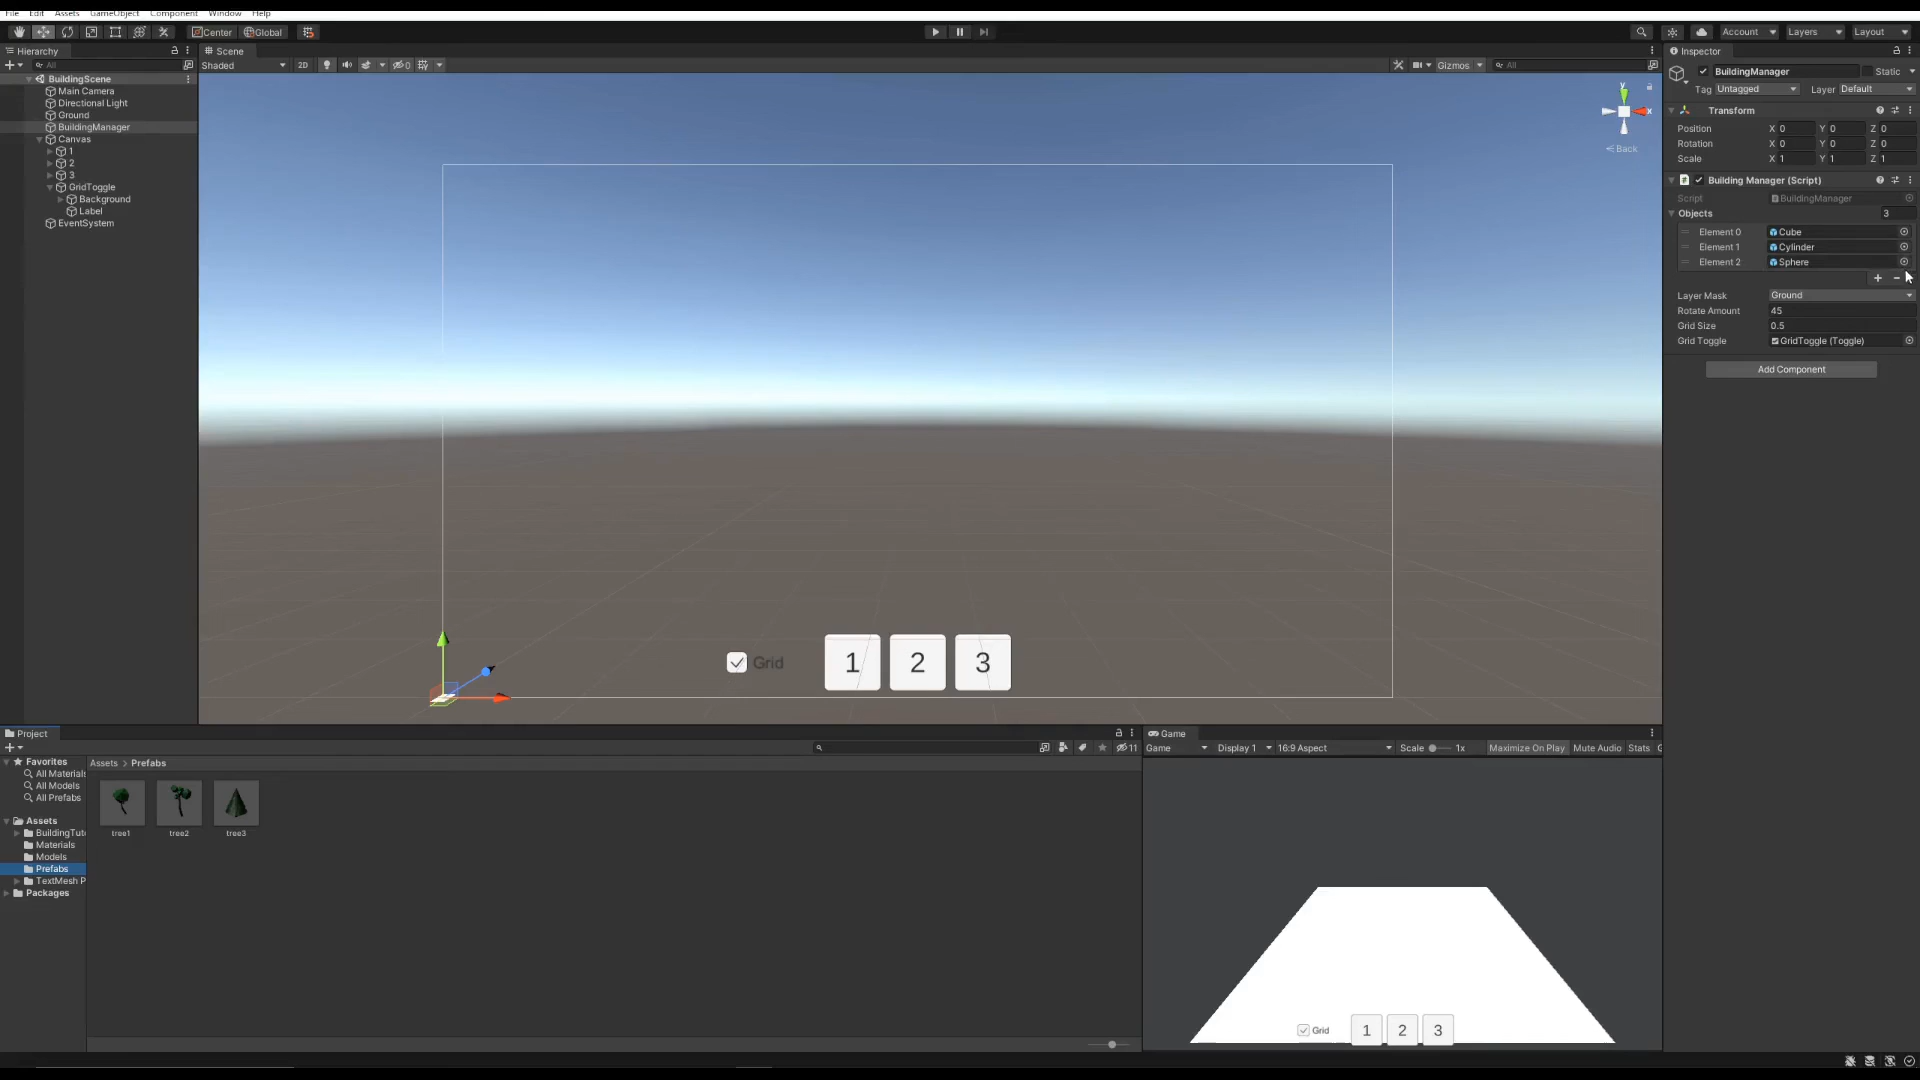 File Edit Assets GameObject Component Window Help
Center Global
Account Layers Layout
Hierarchy
All
BuildingScene
Main Camera
Directional Light
Ground
BuildingManager
Canvas
1
2
3
GridToggle
Background
Label
EventSystem
Scene
Shaded 2D 0 Gizmos All
y
x
Back
Grid 1 2 3
Inspector
BuildingManager Static
Tag Untagged Layer Default
Transform
Position X 0 Y 0 Z 0
Rotation X 0 Y 0 Z 0
Scale X 1 Y 1 Z 1
Building Manager (Script)
Script BuildingManager
Objects 3
Element 0 Cube
Element 1 Cylinder
Element 2 Sphere
+ -
Layer Mask Ground
Rotate Amount 45
Grid Size 0.5
Grid Toggle GridToggle (Toggle)
Add Component
Project
11
Favorites
All Materials
All Models
All Prefabs
Assets
BuildingTut
Materials
Models
Prefabs
TextMesh P
Packages
Assets > Prefabs
tree1 tree2 tree3
Game
Game Display 1 16:9 Aspect Scale 1x Maximize On Play Mute Audio Stats G
Grid 1 2 3